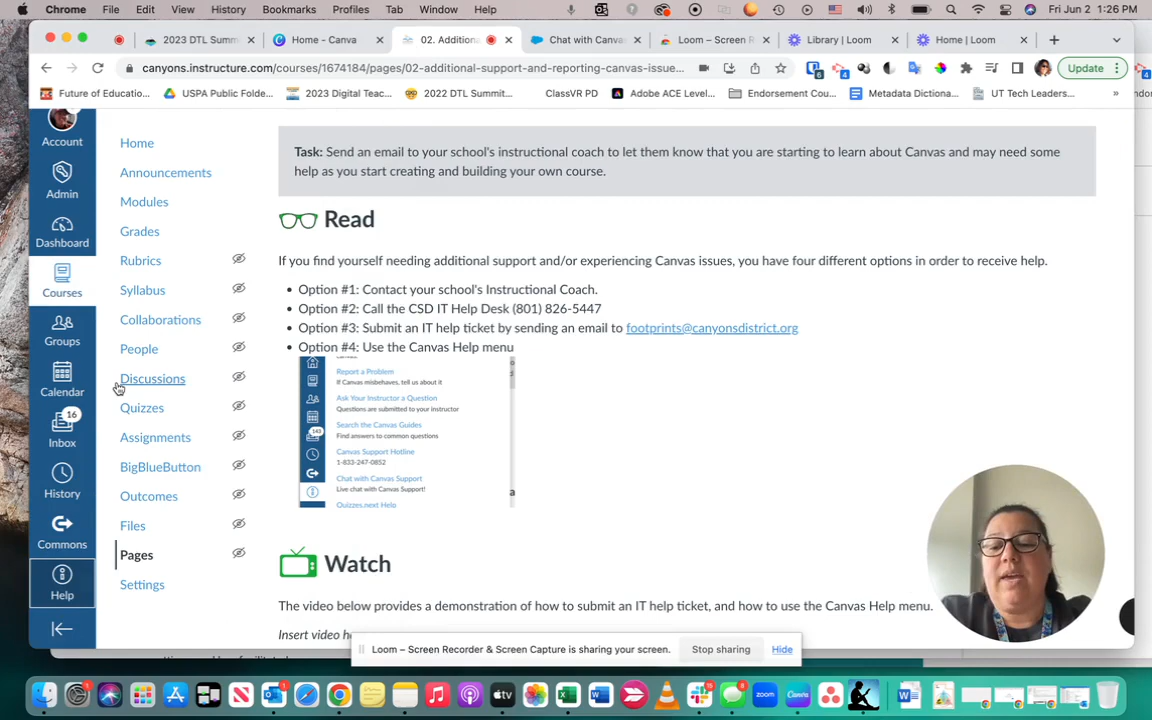 Chrome File Edit View History Bookmarks Profiles Tab Window Help Fri Jun 2 1:26 PM
2023 DTL Summ Home - Canva 02. Addition Chat with Canva Loom – Screen R Library | Loom Home | Loom
canyons.instructure.com/courses/1674184/pages/02-additional-support-and-reporting-canvas-issue... Update
Future of Educatio... USPA Public Folde... 2023 Digital Teac... 2022 DTL Summit... ClassVR PD Adobe ACE Level... Endorsement Cou... Metadata Dictiona... UT Tech Leaders...
Account
Admin
Dashboard
Courses
Groups
Calendar
16
Inbox
History
Commons
Help
Home
Announcements
Modules
Grades
Rubrics
Syllabus
Collaborations
People
Discussions
Quizzes
Assignments
BigBlueButton
Outcomes
Files
Pages
Settings
Task: Send an email to your school's instructional coach to let them know that you are starting to learn about Canvas and may need some
help as you start creating and building your own course.
Read
If you find yourself needing additional support and/or experiencing Canvas issues, you have four different options in order to receive help.
• Option #1: Contact your school's Instructional Coach.
• Option #2: Call the CSD IT Help Desk (801) 826-5447
• Option #3: Submit an IT help ticket by sending an email to footprints@canyonsdistrict.org
• Option #4: Use the Canvas Help menu
Report a Problem
If Canvas misbehaves, tell us about it
Ask Your Instructor a Question
Questions are submitted to your instructor
Search the Canvas Guides
Find answers to common questions
143
Canvas Support Hotline
1-833-247-0852
Chat with Canvas Support
Live chat with Canvas Support!
Quizzes.next Help
Watch
The video below provides a demonstration of how to submit an IT help ticket, and how to use the Canvas Help menu.
Insert video h
Loom – Screen Recorder & Screen Capture is sharing your screen. Stop sharing Hide